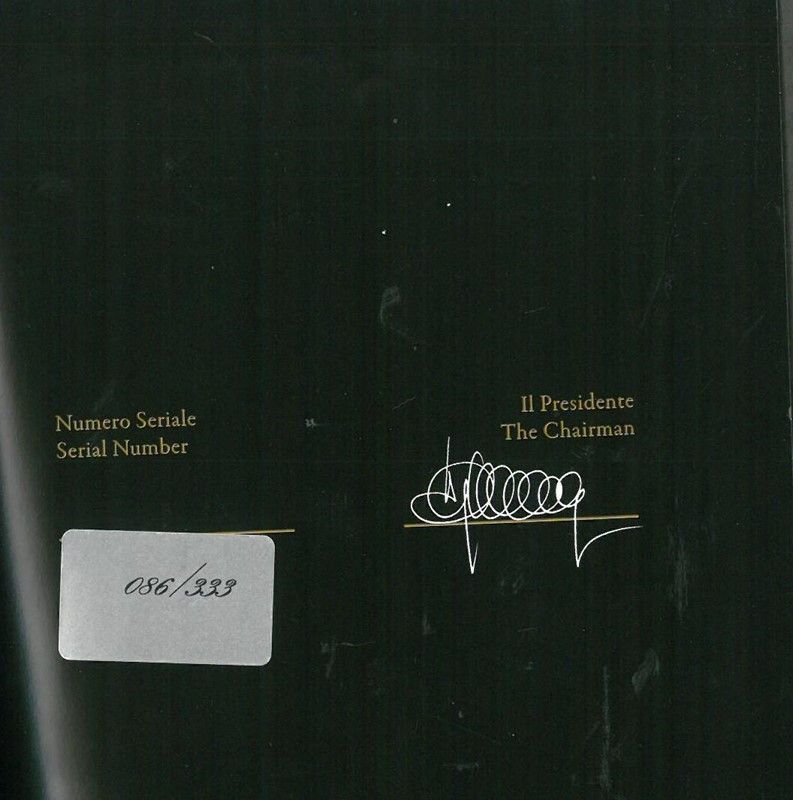 Numero Seriale
Serial Number
086/333
Il Presidente
The Chairman